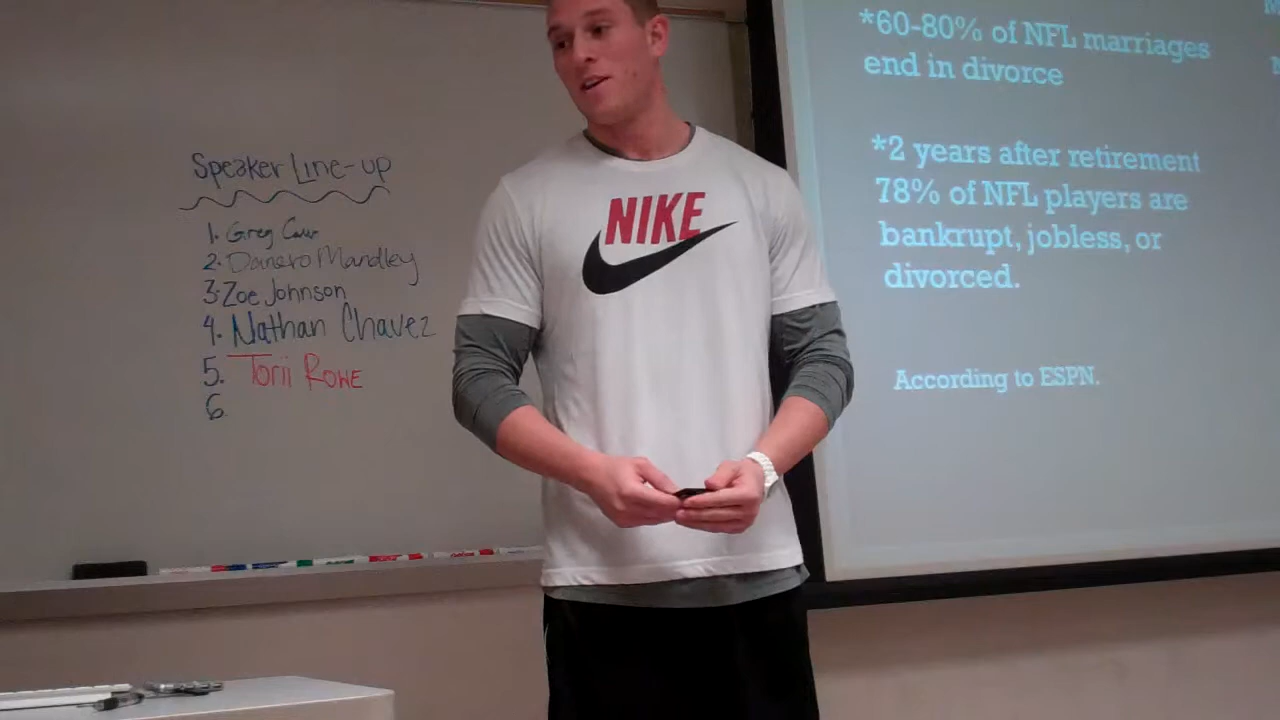 Speaker Line-up
1. Greg
2. Danero Mandley
3. Zoe Johnson
4. Nathan Chavez
5. Torii Rowe
6.
NIKE
*60-80% of NFL marriages
end in divorce
*2 years after retirement
78% of NFL players are
bankrupt, jobless, or
divorced.
According to ESPN.